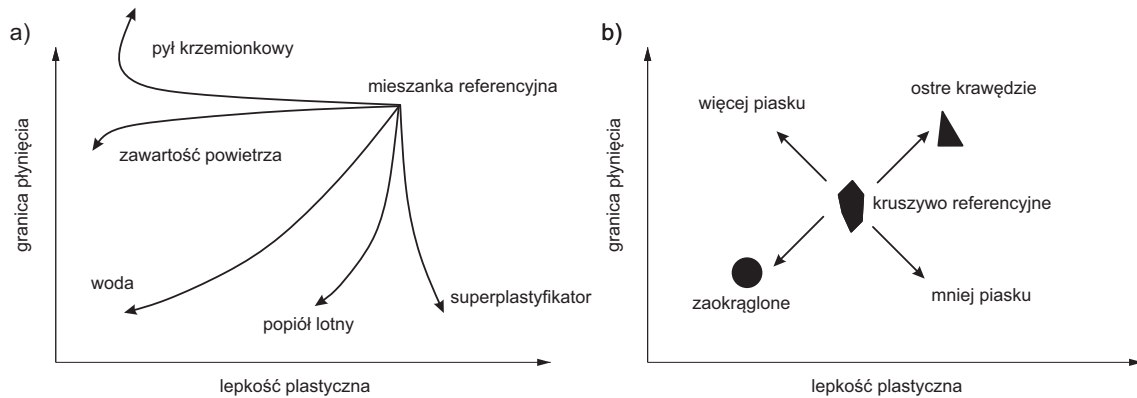 a)
pył krzemionkowy
mieszanka referencyjna
zawartość powietrza
woda
popiół lotny
superplastyfikator
granica płynięcia
lepkość plastyczna
b)
więcej piasku
ostre krawędzie
kruszywo referencyjne
zaokrąglone
mniej piasku
granica płynięcia
lepkość plastyczna